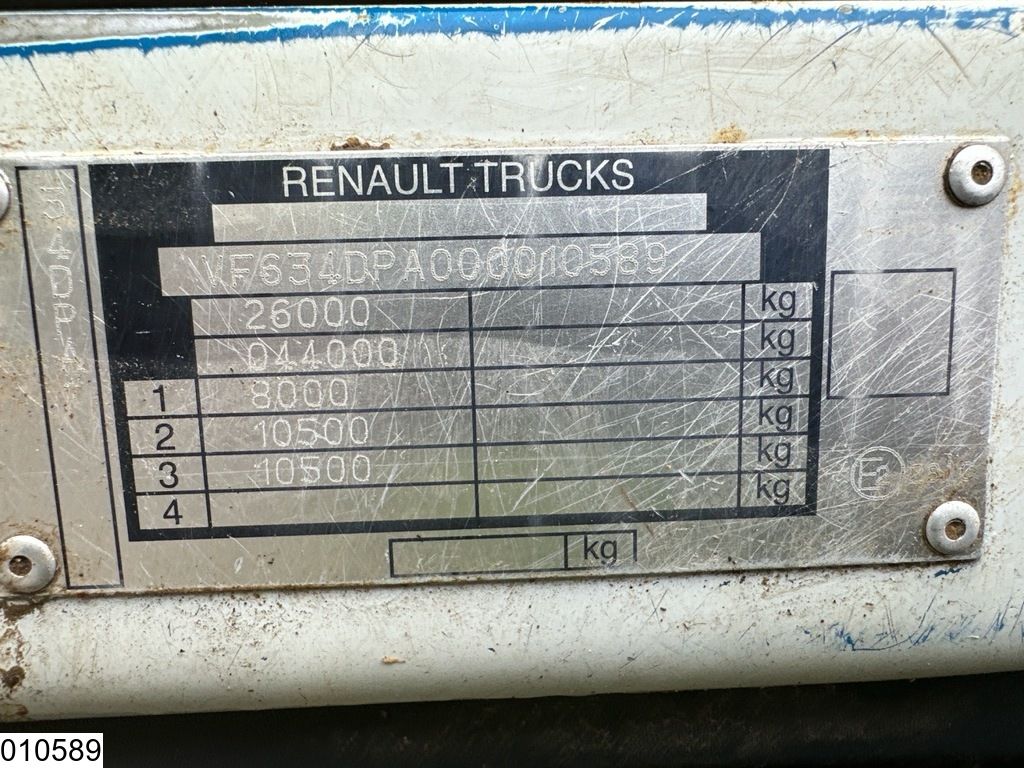 RENAULT TRUCKS
VF634DPA000010589
26000 kg
044000 kg
1 8000 kg
2 10500 kg
3 10500 kg
4 kg
kg
010589